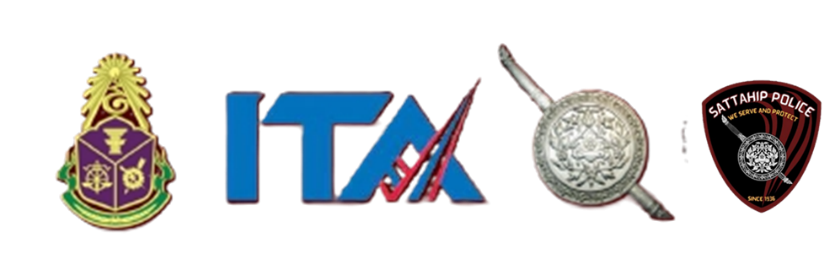 ITA
SATTAHIP POLICE
WE SERVE AND PROTECT
SINCE 1936